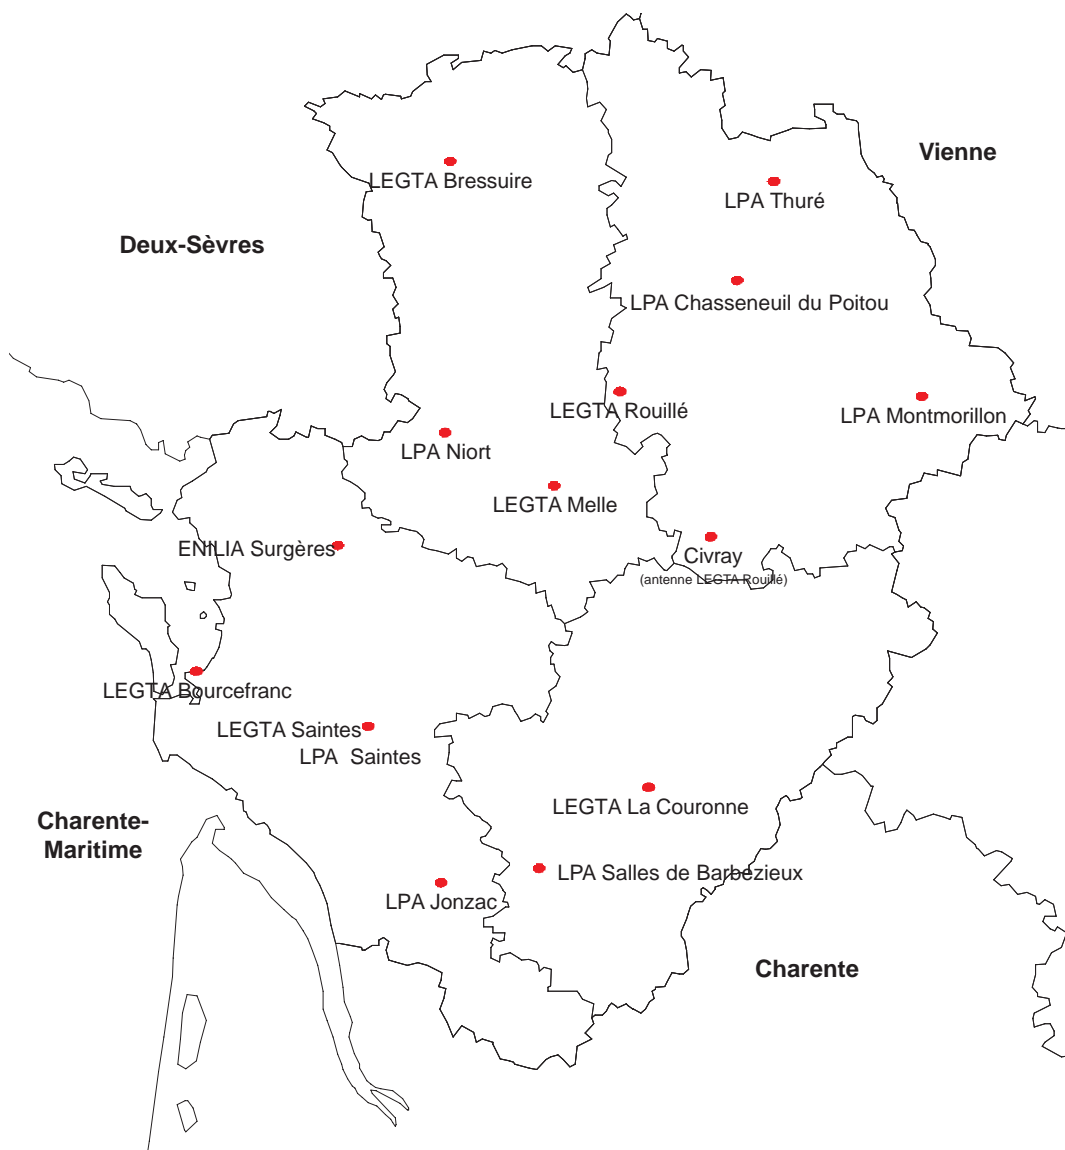 Vienne
LEGTA Bressuire
LPA Thuré
Deux-Sèvres
LPA Chasseneuil du Poitou
LEGTA Rouillé
LPA Montmorillon
LPA Niort
LEGTA Melle
ENILIA Surgères
Civray
(antenne LEGTA Rouillé)
LEGTA Bourcefranc
LEGTA Saintes
LPA Saintes
LEGTA La Couronne
Charente-
Maritime
LPA Salles de Barbezieux
LPA Jonzac
Charente